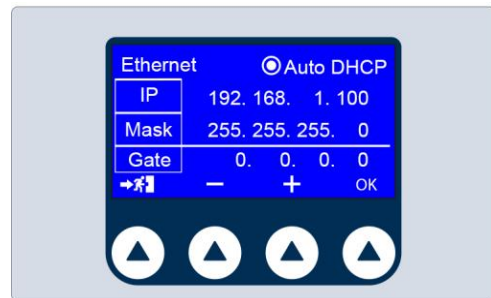 Ethernet Auto DHCP
IP 192. 168. 1. 100
Mask 255. 255. 255. 0
Gate 0. 0. 0. 0
− + OK